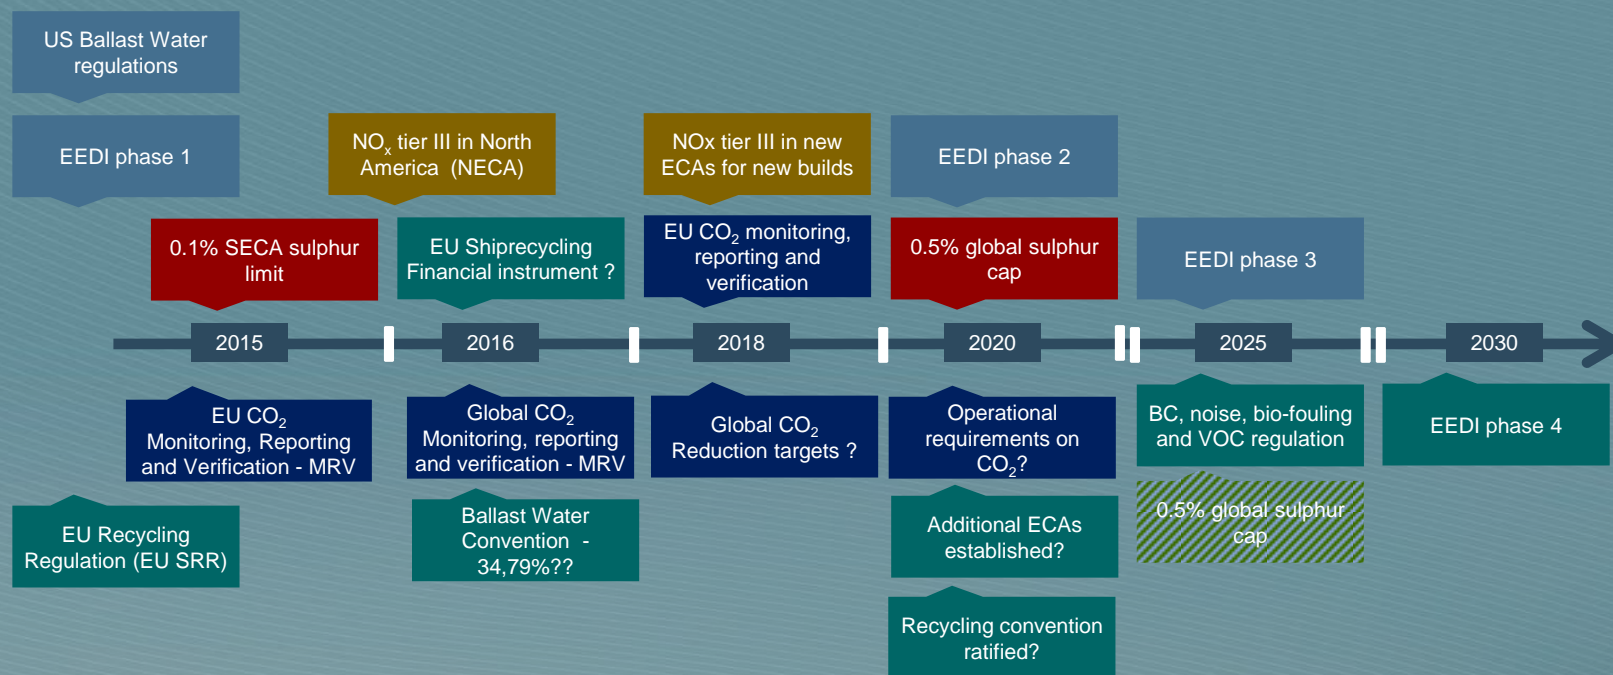 US Ballast Water
regulations
EEDI phase 1
NOₓ tier III in North
America (NECA)
NOx tier III in new
ECAs for new builds
EEDI phase 2
0.1% SECA sulphur
limit
EU Shiprecycling
Financial instrument ?
EU CO₂ monitoring,
reporting and
verification
0.5% global sulphur
cap
EEDI phase 3
2015
2016
2018
2020
2025
2030
EU CO₂
Monitoring, Reporting
and Verification - MRV
Global CO₂
Monitoring, reporting
and verification - MRV
Global CO₂
Reduction targets ?
Operational
requirements on
CO₂?
BC, noise, bio-fouling
and VOC regulation
EEDI phase 4
EU Recycling
Regulation (EU SRR)
Ballast Water
Convention -
34,79%??
Additional ECAs
established?
0.5% global sulphur
cap
Recycling convention
ratified?